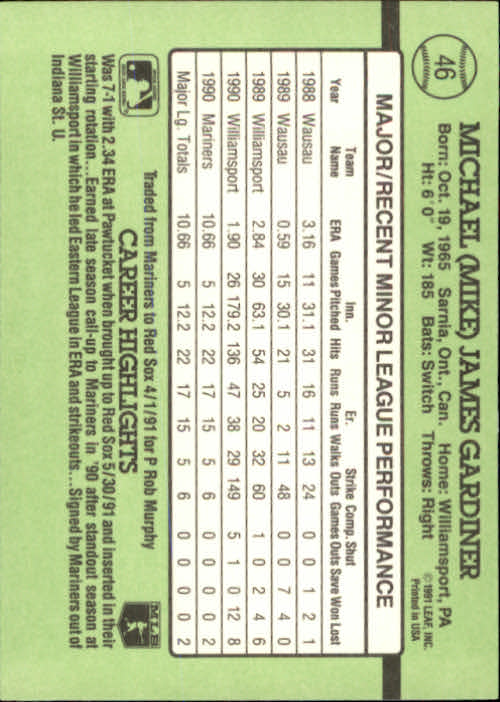 46
MICHAEL (MIKE) JAMES GARDINER
Born: Oct. 19, 1965 Sarnia, Ont., Can. Home: Williamsport, PA
Ht: 6' 0" Wt: 185 Bats: Switch Throws: Right
© 1991 LEAF, INC.
Printed in USA
MAJOR/RECENT MINOR LEAGUE PERFORMANCE
Team Inn. Er. Strike Comp. Shut
Year Name ERA Games Pitched Hits Runs Runs Walks Outs Games Outs Save Won Lost
1988 Wausau 3.16 11 31.1 31 16 11 13 24 0 0 1 2 1
1989 Wausau 0.59 15 30.1 21 5 2 11 48 0 0 7 4 0
1989 Williamsport 2.84 30 63.1 54 25 20 32 60 1 0 2 4 6
1990 Williamsport 1.90 26 179.2 136 47 38 29 149 5 1 0 12 8
1990 Mariners 10.66 5 12.2 22 17 15 5 6 0 0 0 0 2
Major Lg. Totals 10.66 5 12.2 22 17 15 5 6 0 0 0 0 2
Traded from Mariners to Red Sox 4/1/91 for P Rob Murphy
CAREER HIGHLIGHTS
Was 7-1 with 2.34 ERA at Pawtucket when brought up to Red Sox 5/30/91 and inserted in their
starting rotation...Earned late season call-up to Mariners in '90 after standout season at
Williamsport in which he led Eastern League in ERA and strikeouts...Signed by Mariners out of
Indiana St. U.